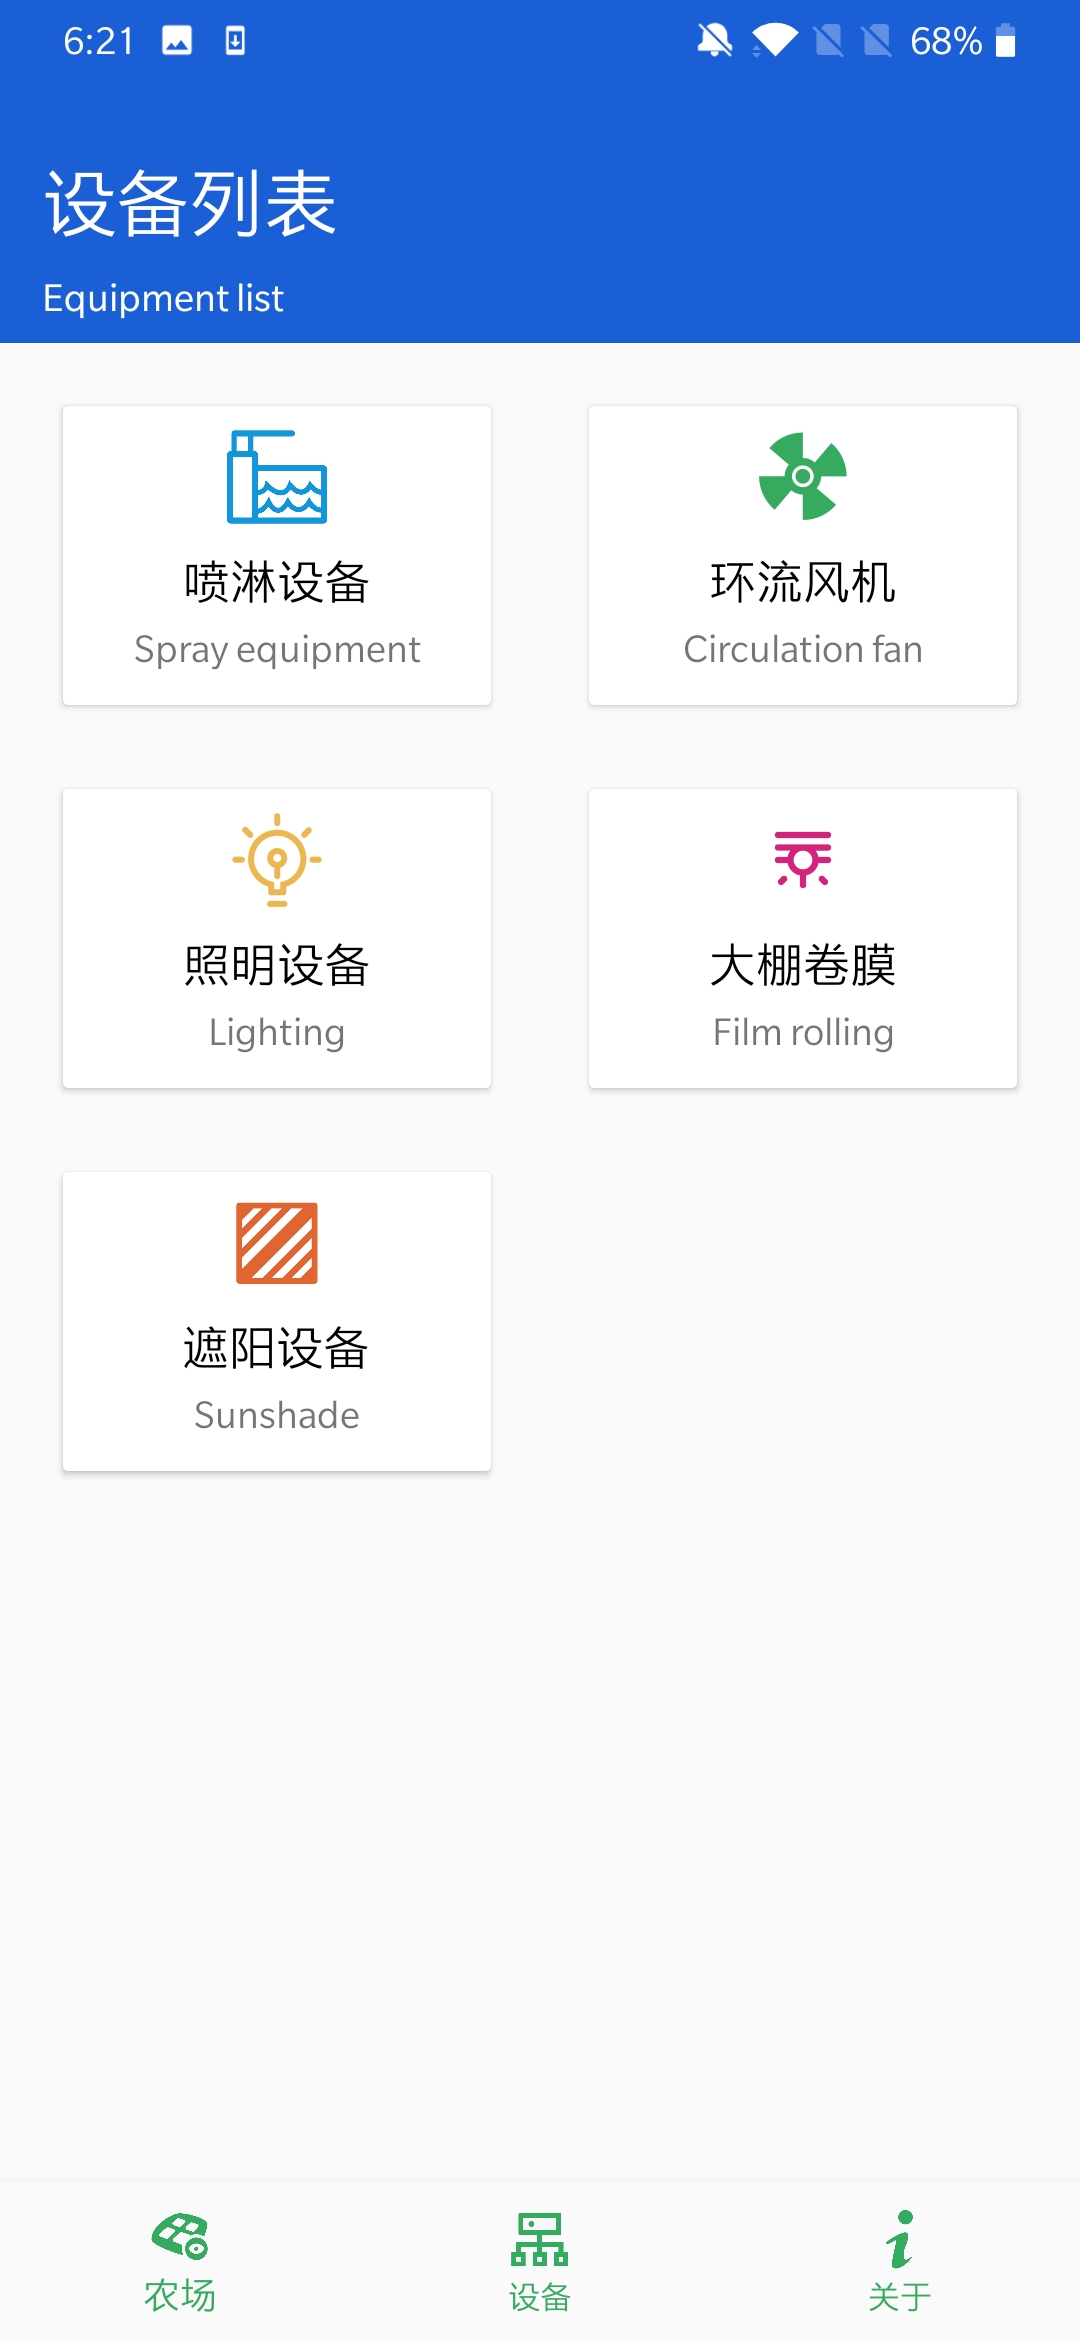 6:21 68%
设备列表
Equipment list
喷淋设备
Spray equipment
环流风机
Circulation fan
照明设备
Lighting
大棚卷膜
Film rolling
遮阳设备
Sunshade
农场
设备
关于